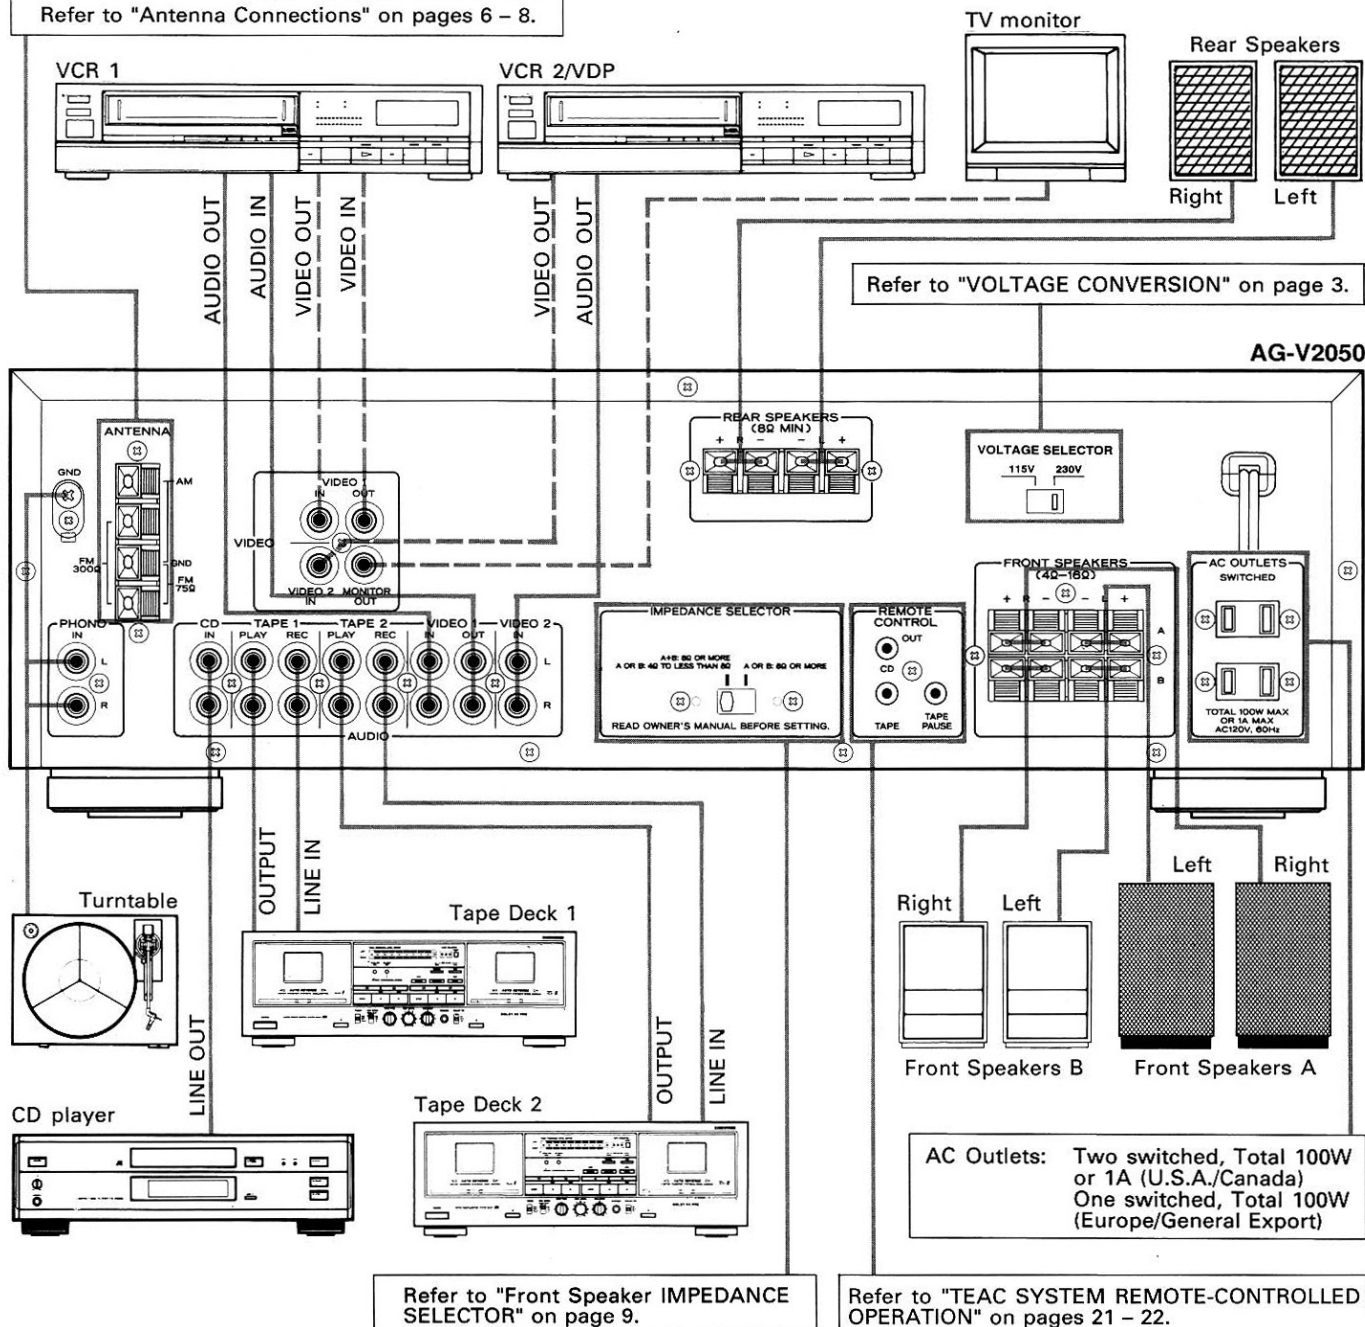 Refer to "Antenna Connections" on pages 6 – 8.
TV monitor
Rear Speakers
VCR 1
VCR 2/VDP
Right
Left
AUDIO OUT
AUDIO IN
VIDEO OUT
VIDEO IN
VIDEO OUT
AUDIO OUT
Refer to "VOLTAGE CONVERSION" on page 3.
AG-V2050
ANTENNA
GND
AM
FM
300Ω
GND
FM
75Ω
VIDEO 1
IN
OUT
VIDEO
VIDEO 2
IN
MONITOR
OUT
REAR SPEAKERS
(8Ω MIN)
+ R − − L +
VOLTAGE SELECTOR
115V 230V
FRONT SPEAKERS
(4Ω–16Ω)
+ R − − L +
A
B
AC OUTLETS
SWITCHED
TOTAL 100W MAX
OR 1A MAX
AC120V, 60Hz
PHONO
IN
L
R
CD
IN
TAPE 1
PLAY REC
TAPE 2
PLAY REC
VIDEO 1
IN OUT
VIDEO 2
IN
L
R
AUDIO
IMPEDANCE SELECTOR
A+B: 8Ω OR MORE
A OR B: 4Ω TO LESS THAN 8Ω
A OR B: 8Ω OR MORE
READ OWNER'S MANUAL BEFORE SETTING.
REMOTE
CONTROL
OUT
CD
TAPE
TAPE
PAUSE
OUTPUT
LINE IN
Turntable
Tape Deck 1
LINE OUT
CD player
Tape Deck 2
OUTPUT
LINE IN
Right
Left
Left
Right
Front Speakers B
Front Speakers A
AC Outlets: Two switched, Total 100W
or 1A (U.S.A./Canada)
One switched, Total 100W
(Europe/General Export)
Refer to "Front Speaker IMPEDANCE
SELECTOR" on page 9.
Refer to "TEAC SYSTEM REMOTE-CONTROLLED
OPERATION" on pages 21 – 22.